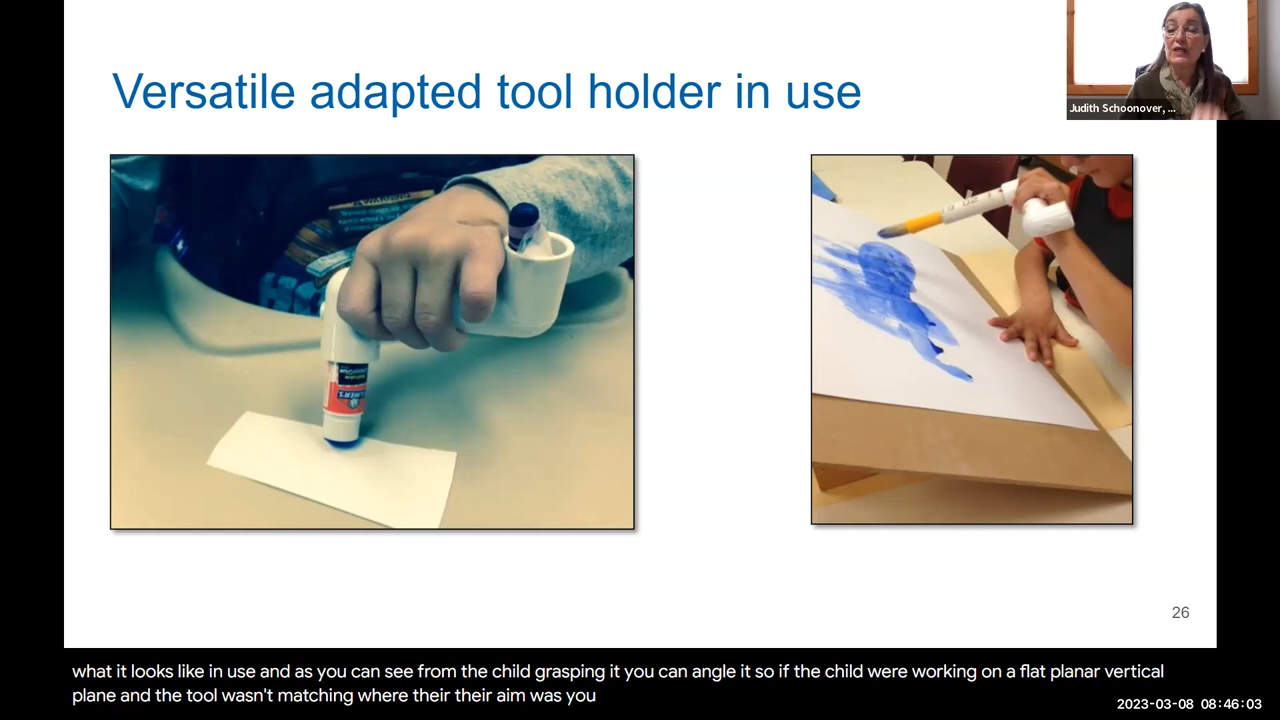 Versatile adapted tool holder in use
Judith Schoonover, ...
26
what it looks like in use and as you can see from the child grasping it you can angle it so if the child were working on a flat planar vertical
plane and the tool wasn't matching where their their aim was you
2023-03-08 08:46:03